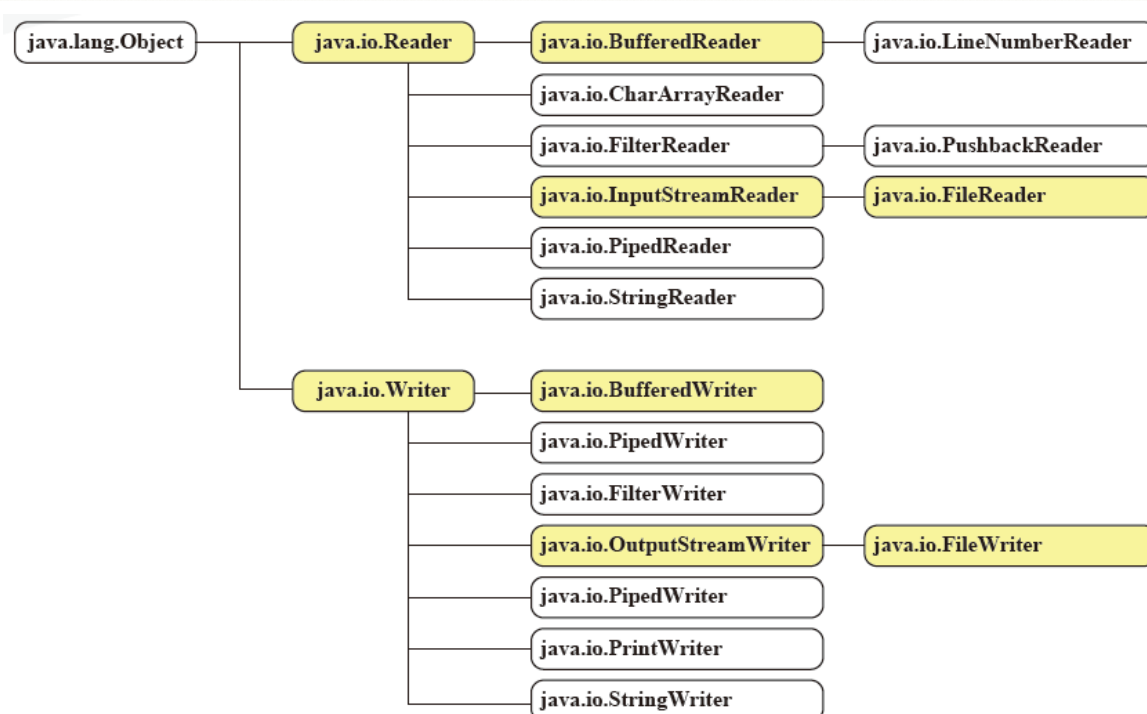 java.lang.Object java.io.Reader java.io.BufferedReader java.io.LineNumberReader
java.io.CharArrayReader
java.io.FilterReader java.io.PushbackReader
java.io.InputStreamReader java.io.FileReader
java.io.PipedReader
java.io.StringReader
java.io.Writer java.io.BufferedWriter
java.io.PipedWriter
java.io.FilterWriter
java.io.OutputStreamWriter java.io.FileWriter
java.io.PipedWriter
java.io.PrintWriter
java.io.StringWriter